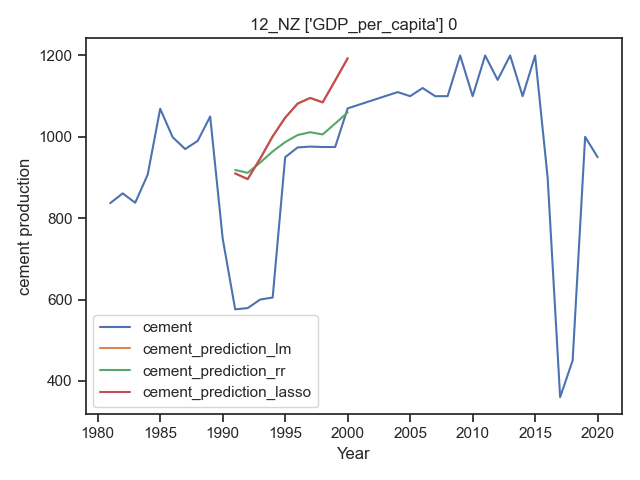 12_NZ ['GDP_per_capita'] 0
1200
1000
800
600
400
cement production
cement
cement_prediction_lm
cement_prediction_rr
cement_prediction_lasso
1980 1985 1990 1995 2000 2005 2010 2015 2020
Year